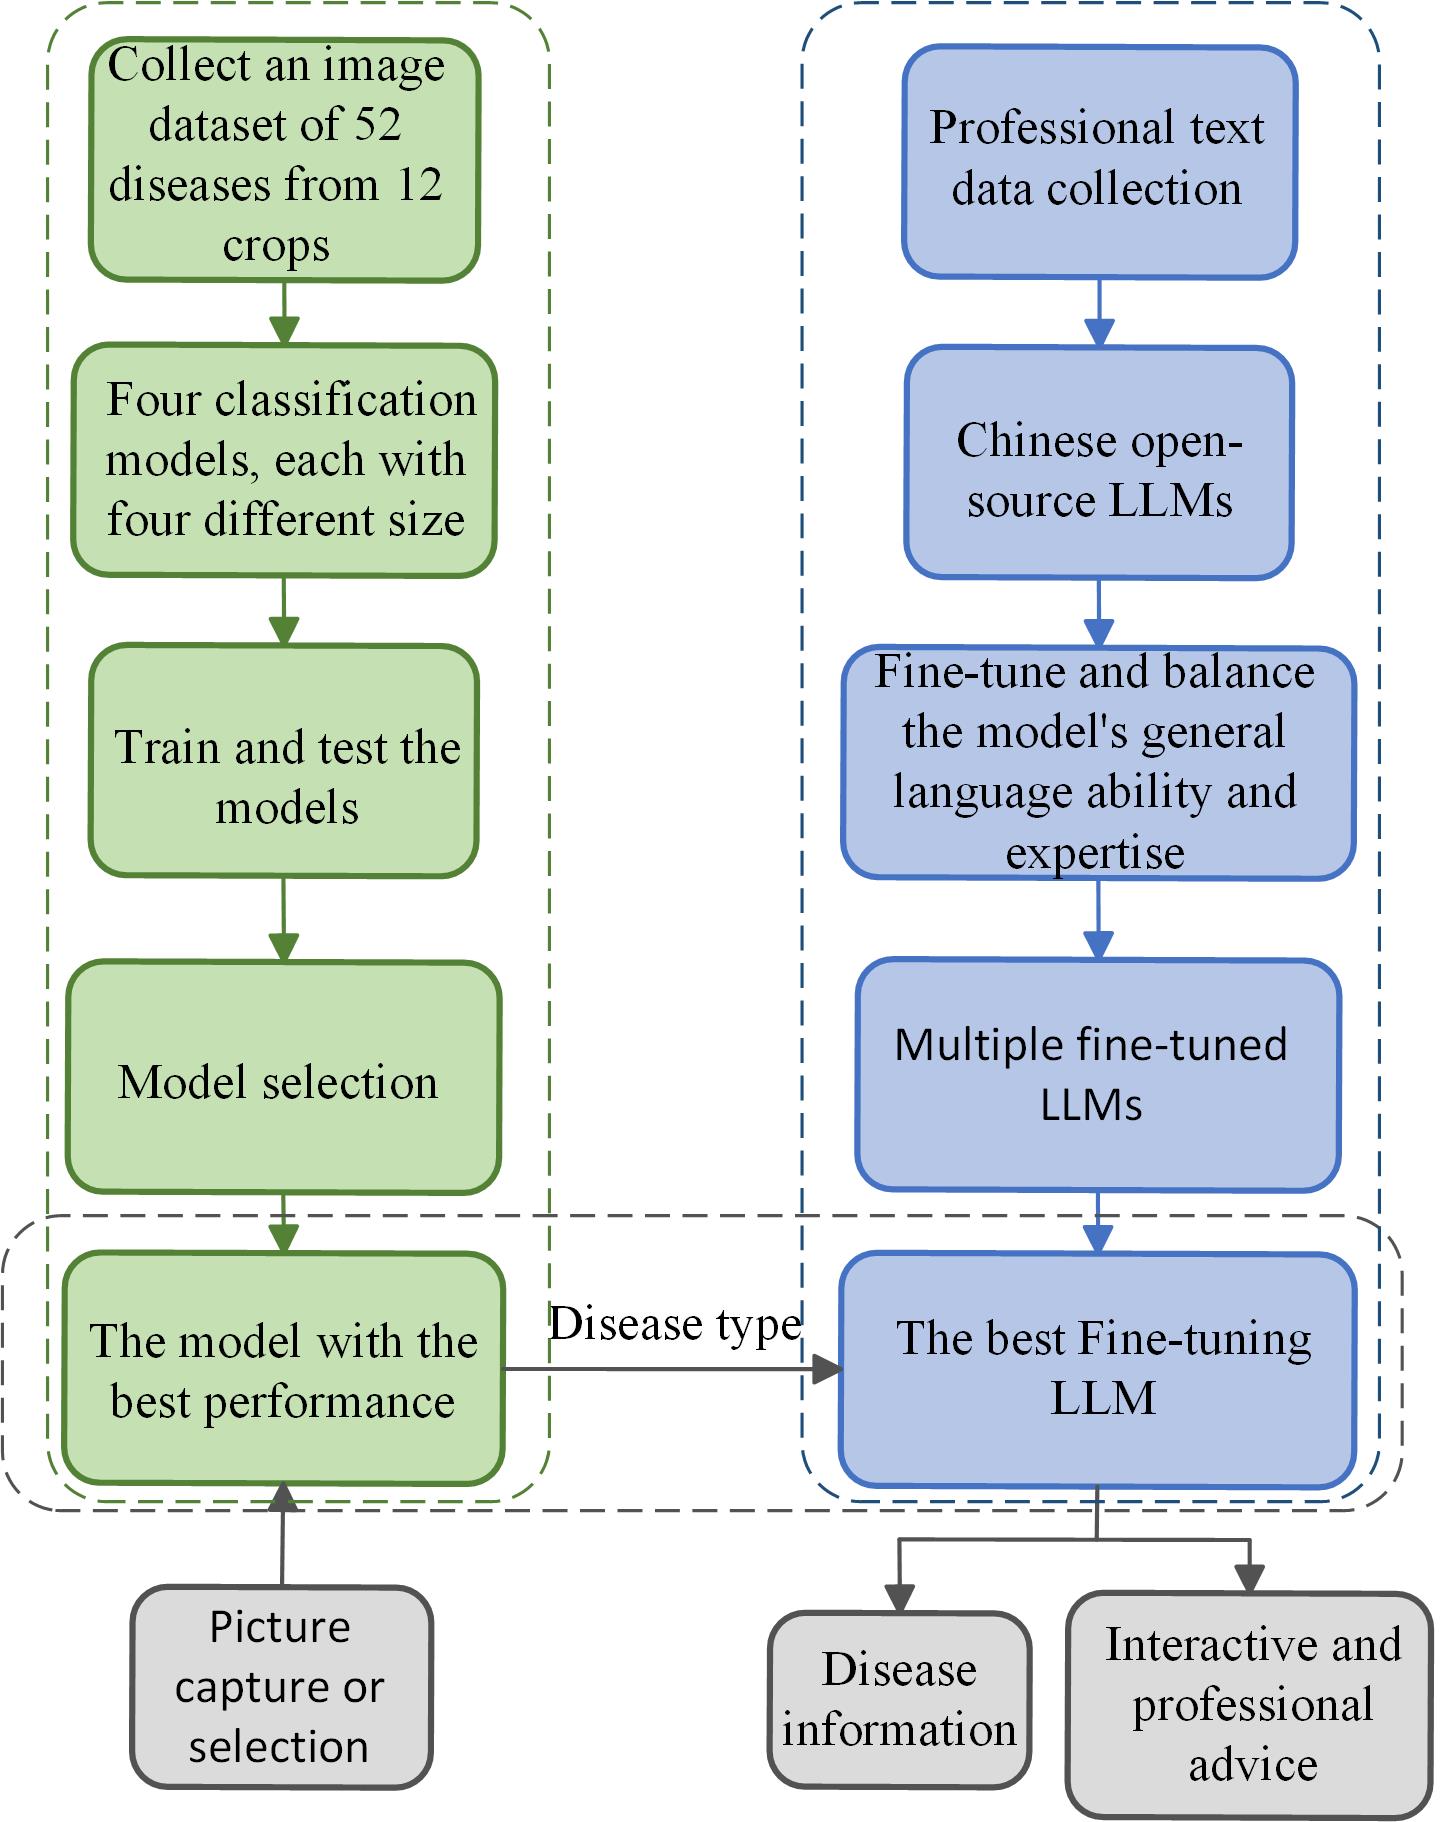 Collect an image
dataset of 52
diseases from 12
crops
Four classification
models, each with
four different size
Train and test the
models
Model selection
The model with the
best performance
Picture
capture or
selection
Disease type
Professional text
data collection
Chinese open-
source LLMs
Fine-tune and balance
the model's general
language ability and
expertise
Multiple fine-tuned
LLMs
The best Fine-tuning
LLM
Disease
information
Interactive and
professional
advice